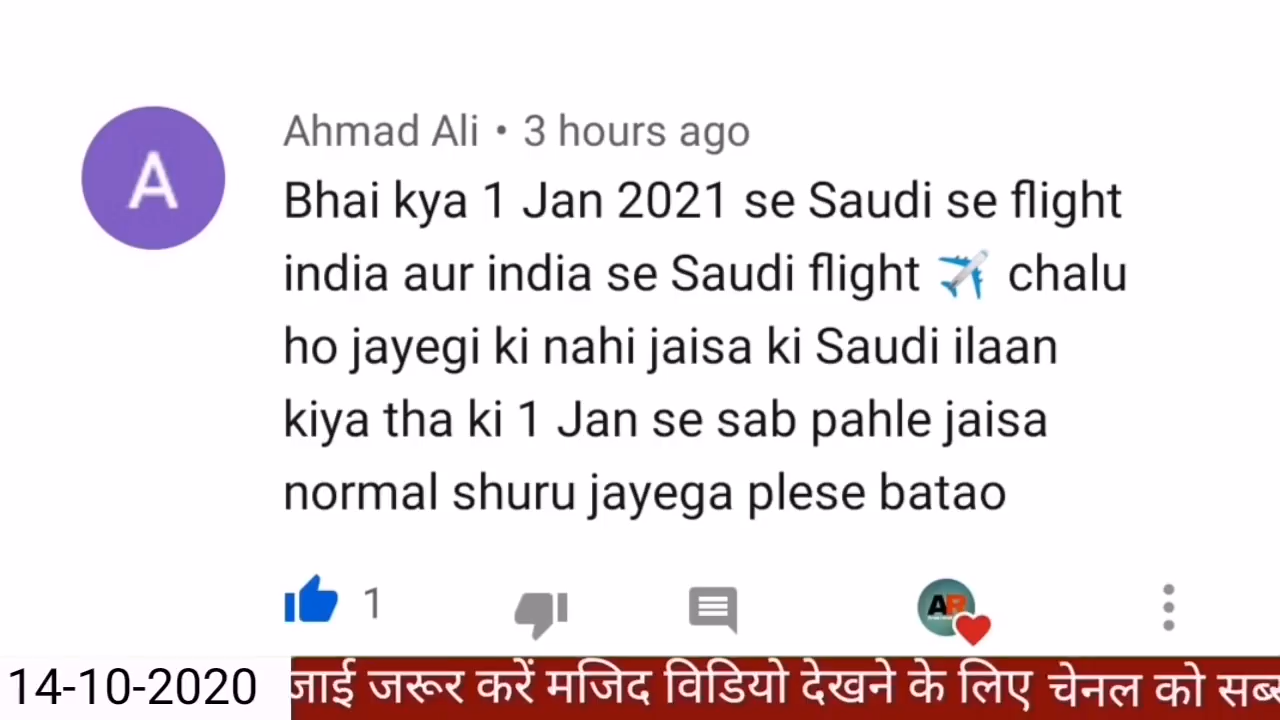 A
Ahmad Ali • 3 hours ago
Bhai kya 1 Jan 2021 se Saudi se flight
india aur india se Saudi flight ✈️ chalu
ho jayegi ki nahi jaisa ki Saudi ilaan
kiya tha ki 1 Jan se sab pahle jaisa
normal shuru jayega plese batao
1
AR
14-10-2020
जाई जरूर करें मजिद विडियो देखने के लिए चेनल को